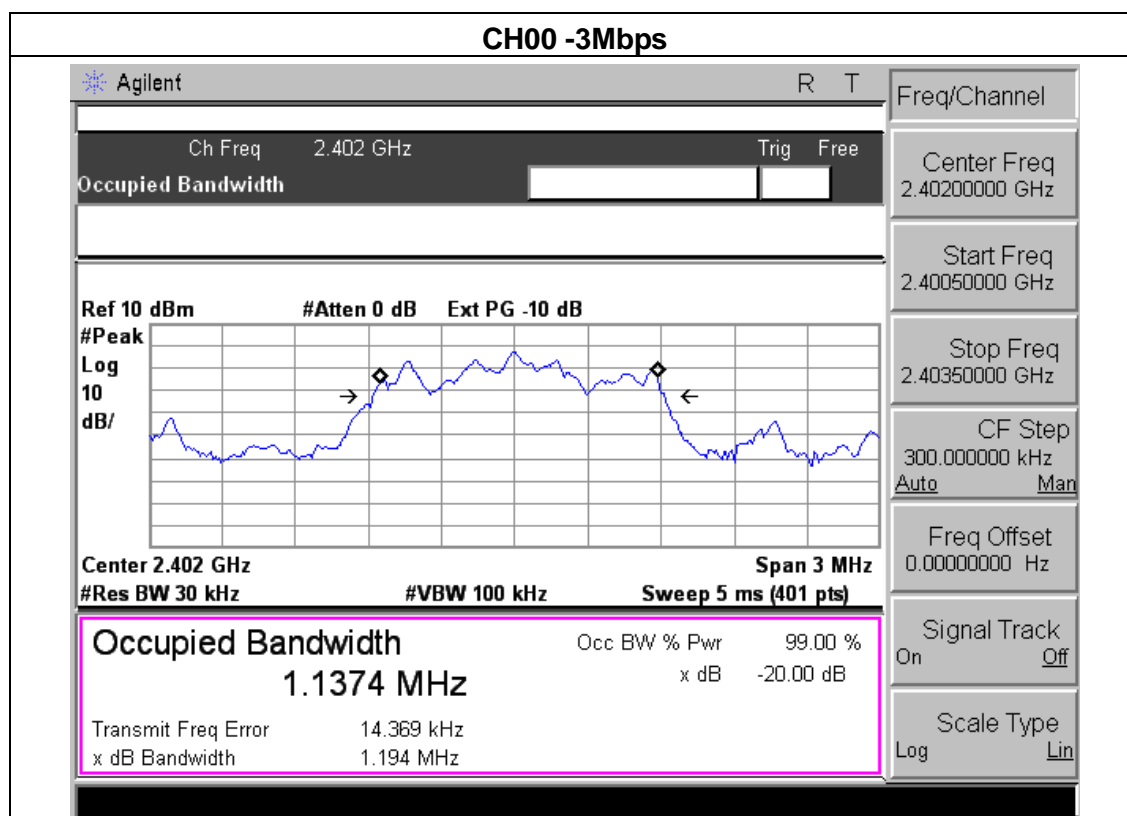 CH00 -3Mbps
Agilent R T
Ch Freq 2.402 GHz Trig Free
Occupied Bandwidth
Ref 10 dBm #Atten 0 dB Ext PG -10 dB
#Peak
Log
10
dB/
Center 2.402 GHz Span 3 MHz
#Res BW 30 kHz #VBW 100 kHz Sweep 5 ms (401 pts)
Occupied Bandwidth Occ BW % Pwr 99.00 %
1.1374 MHz x dB -20.00 dB
Transmit Freq Error 14.369 kHz
x dB Bandwidth 1.194 MHz
Freq/Channel
Center Freq
2.40200000 GHz
Start Freq
2.40050000 GHz
Stop Freq
2.40350000 GHz
CF Step
300.000000 kHz
Auto Man
Freq Offset
0.00000000 Hz
Signal Track
On Off
Scale Type
Log Lin